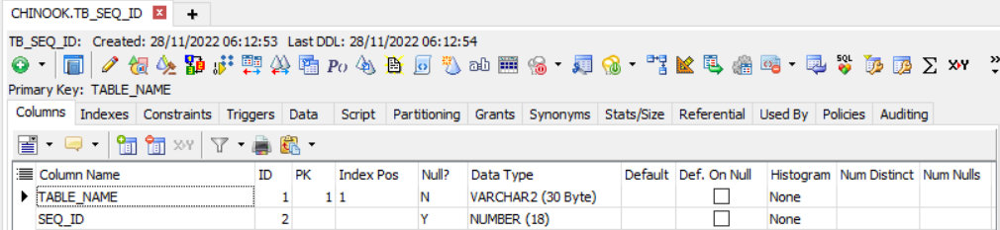 CHINOOK.TB_SEQ_ID
TB_SEQ_ID: Created: 28/11/2022 06:12:53 Last DDL: 28/11/2022 06:12:54
Primary Key: TABLE_NAME
Columns Indexes Constraints Triggers Data Script Partitioning Grants Synonyms Stats/Size Referential Used By Policies Auditing
Column Name ID PK Index Pos Null? Data Type Default Def. On Null Histogram Num Distinct Num Nulls
TABLE_NAME 1 1 1 N VARCHAR2 (30 Byte) None
SEQ_ID 2 Y NUMBER (18) None